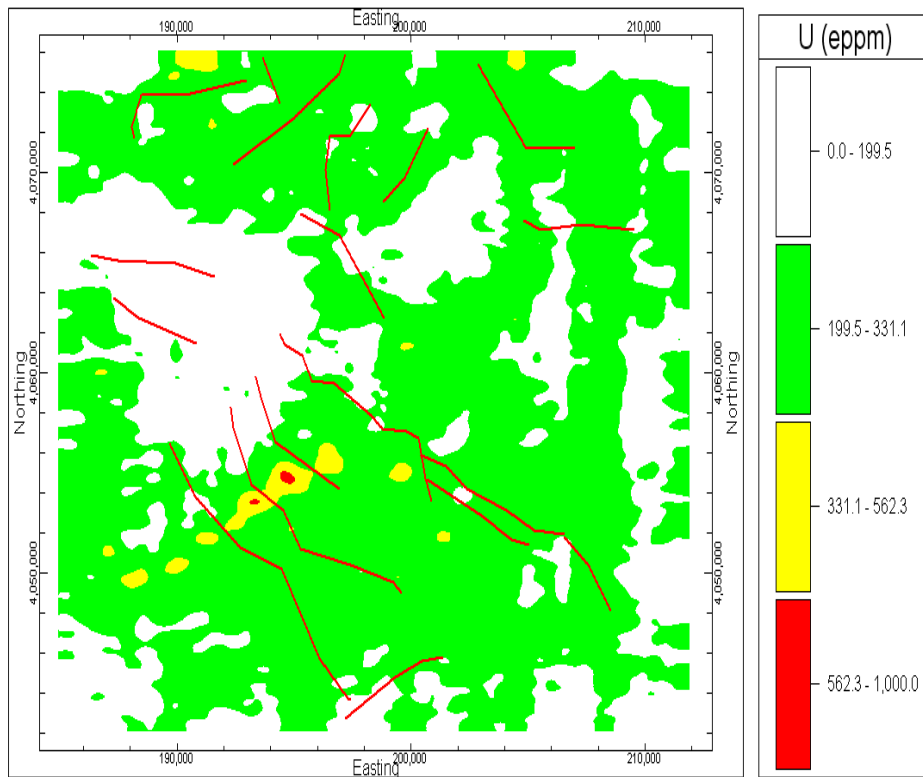 Easting
190,000 200,000 210,000
U (eppm)
0.0 - 199.5
199.5 - 331.1
331.1 - 562.3
562.3 - 1,000.0
4,070,000 4,070,000
4,060,000 4,060,000
Northing Northing
4,050,000 4,050,000
190,000 200,000 210,000
Easting